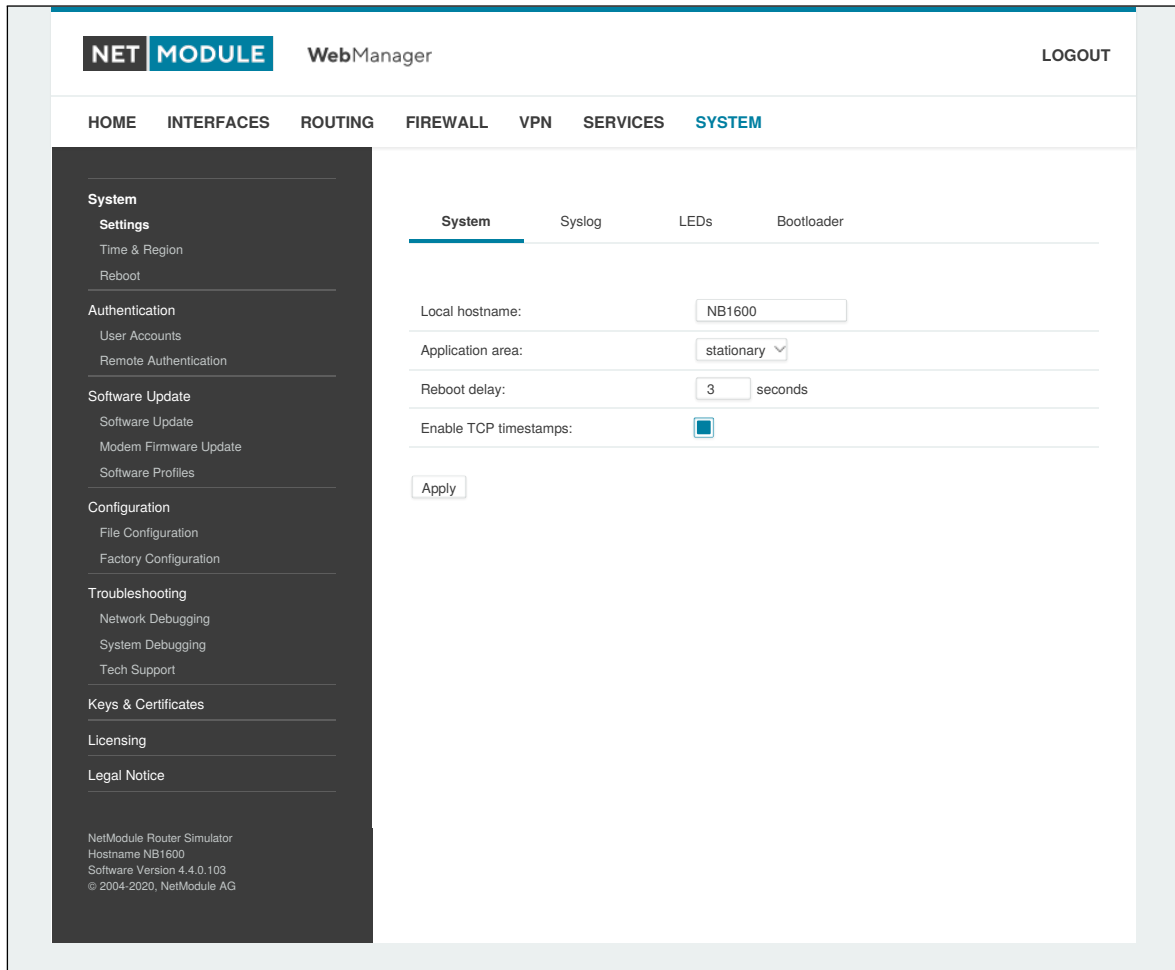 NET MODULE WebManager LOGOUT
HOME INTERFACES ROUTING FIREWALL VPN SERVICES SYSTEM
System
Settings
Time & Region
Reboot
Authentication
User Accounts
Remote Authentication
Software Update
Software Update
Modem Firmware Update
Software Profiles
Configuration
File Configuration
Factory Configuration
Troubleshooting
Network Debugging
System Debugging
Tech Support
Keys & Certificates
Licensing
Legal Notice
NetModule Router Simulator
Hostname NB1600
Software Version 4.4.0.103
© 2004-2020, NetModule AG
System Syslog LEDs Bootloader
Local hostname: NB1600
Application area: stationary
Reboot delay: 3 seconds
Enable TCP timestamps:
Apply